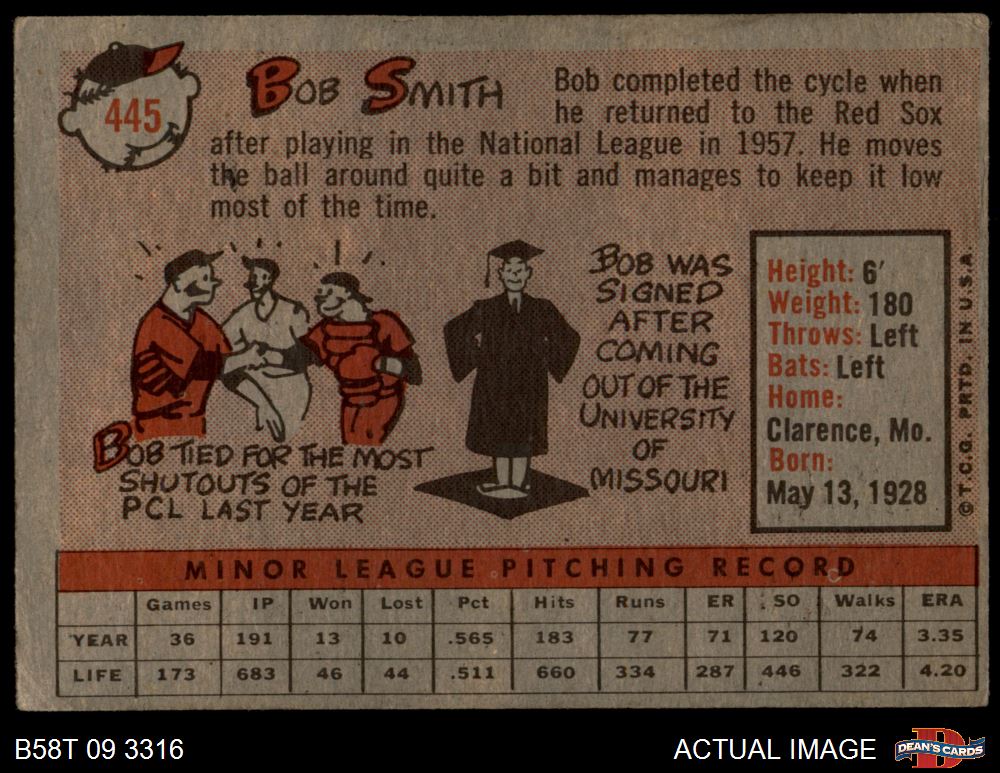 445
BOB SMITH
Bob completed the cycle when
he returned to the Red Sox
after playing in the National League in 1957. He moves
the ball around quite a bit and manages to keep it low
most of the time.
BOB TIED FOR THE MOST
SHUTOUTS OF THE
PCL LAST YEAR
BOB WAS
SIGNED
AFTER
COMING
OUT OF THE
UNIVERSITY
OF
MISSOURI
Height: 6'
Weight: 180
Throws: Left
Bats: Left
Home:
Clarence, Mo.
Born:
May 13, 1928
© T.C.G. PRTD. IN U.S.A.
MINOR LEAGUE PITCHING RECORD
Games IP Won Lost Pct Hits Runs ER SO Walks ERA
YEAR 36 191 13 10 .565 183 77 71 120 74 3.35
LIFE 173 683 46 44 .511 660 334 287 446 322 4.20
B58T 09 3316
ACTUAL IMAGE
D
DEAN'S CARDS